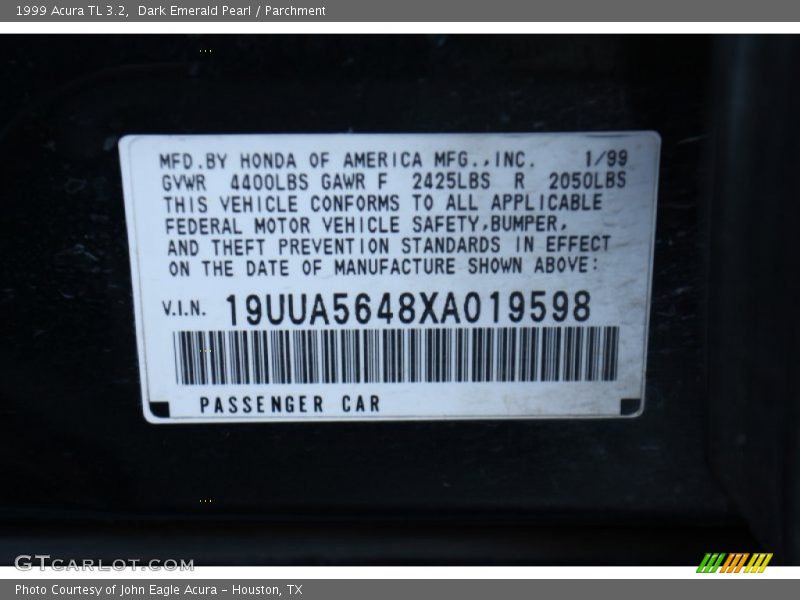 1999 Acura TL 3.2,  Dark Emerald Pearl / Parchment
MFD.BY HONDA OF AMERICA MFG.,INC. 1/99
GVWR 4400LBS GAWR F 2425LBS R 2050LBS
THIS VEHICLE CONFORMS TO ALL APPLICABLE
FEDERAL MOTOR VEHICLE SAFETY,BUMPER,
AND THEFT PREVENTION STANDARDS IN EFFECT
ON THE DATE OF MANUFACTURE SHOWN ABOVE:
V.I.N. 19UUA5648XA019598
PASSENGER CAR
GTCARLOT.COM
Photo Courtesy of John Eagle Acura - Houston, TX